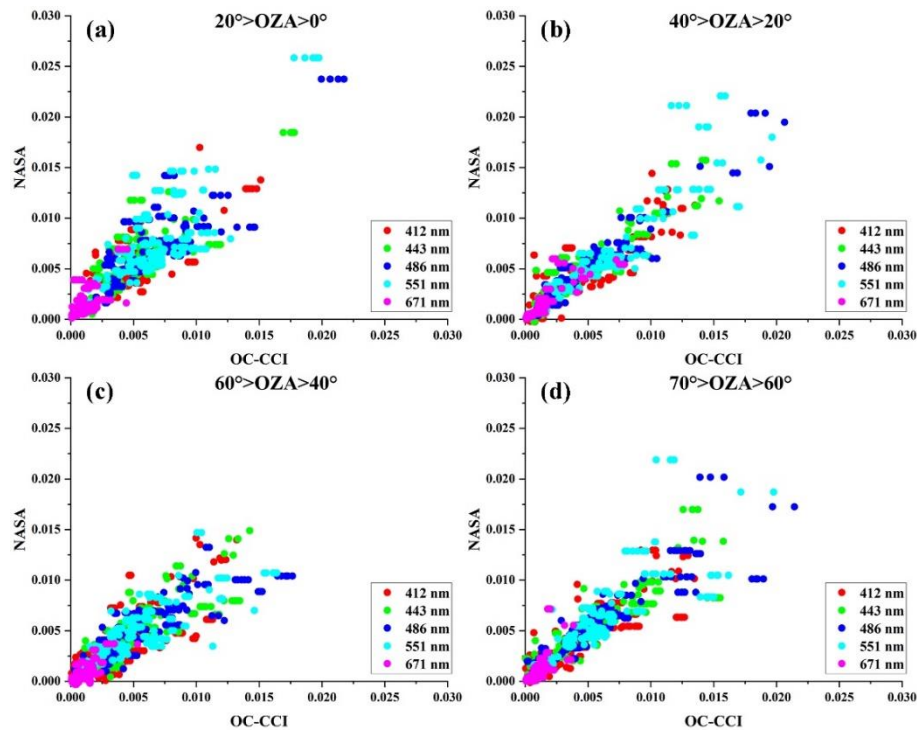 (a) 20°>OZA>0°
0.030
0.025
0.020
0.015
0.010
0.005
0.000
NASA
412 nm
443 nm
486 nm
551 nm
671 nm
0.000 0.005 0.010 0.015 0.020 0.025 0.030
OC-CCI
(b) 40°>OZA>20°
0.030
0.025
0.020
0.015
0.010
0.005
0.000
NASA
412 nm
443 nm
486 nm
551 nm
671 nm
0.000 0.005 0.010 0.015 0.020 0.025 0.030
OC-CCI
(c) 60°>OZA>40°
0.030
0.025
0.020
0.015
0.010
0.005
0.000
NASA
412 nm
443 nm
486 nm
551 nm
671 nm
0.000 0.005 0.010 0.015 0.020 0.025 0.030
OC-CCI
(d) 70°>OZA>60°
0.030
0.025
0.020
0.015
0.010
0.005
0.000
NASA
412 nm
443 nm
486 nm
551 nm
671 nm
0.000 0.005 0.010 0.015 0.020 0.025 0.030
OC-CCI